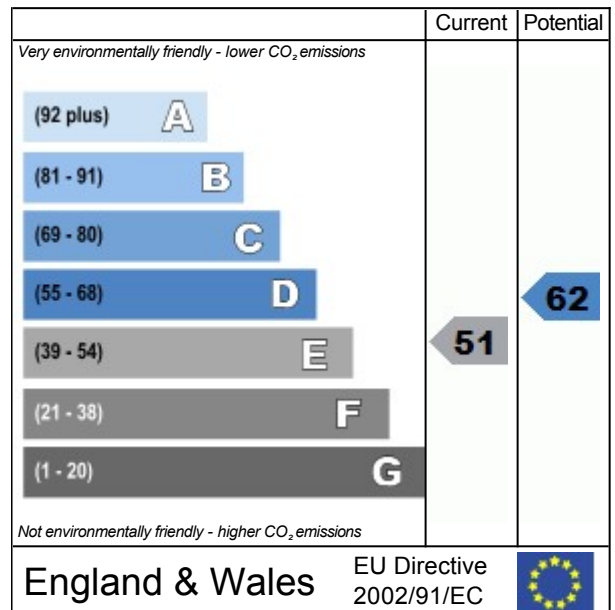 Current Potential
Very environmentally friendly - lower CO₂ emissions
(92 plus) A
(81 - 91) B
(69 - 80) C
(55 - 68) D
62
(39 - 54) E
51
(21 - 38) F
(1 - 20) G
Not environmentally friendly - higher CO₂ emissions
England & Wales
EU Directive
2002/91/EC